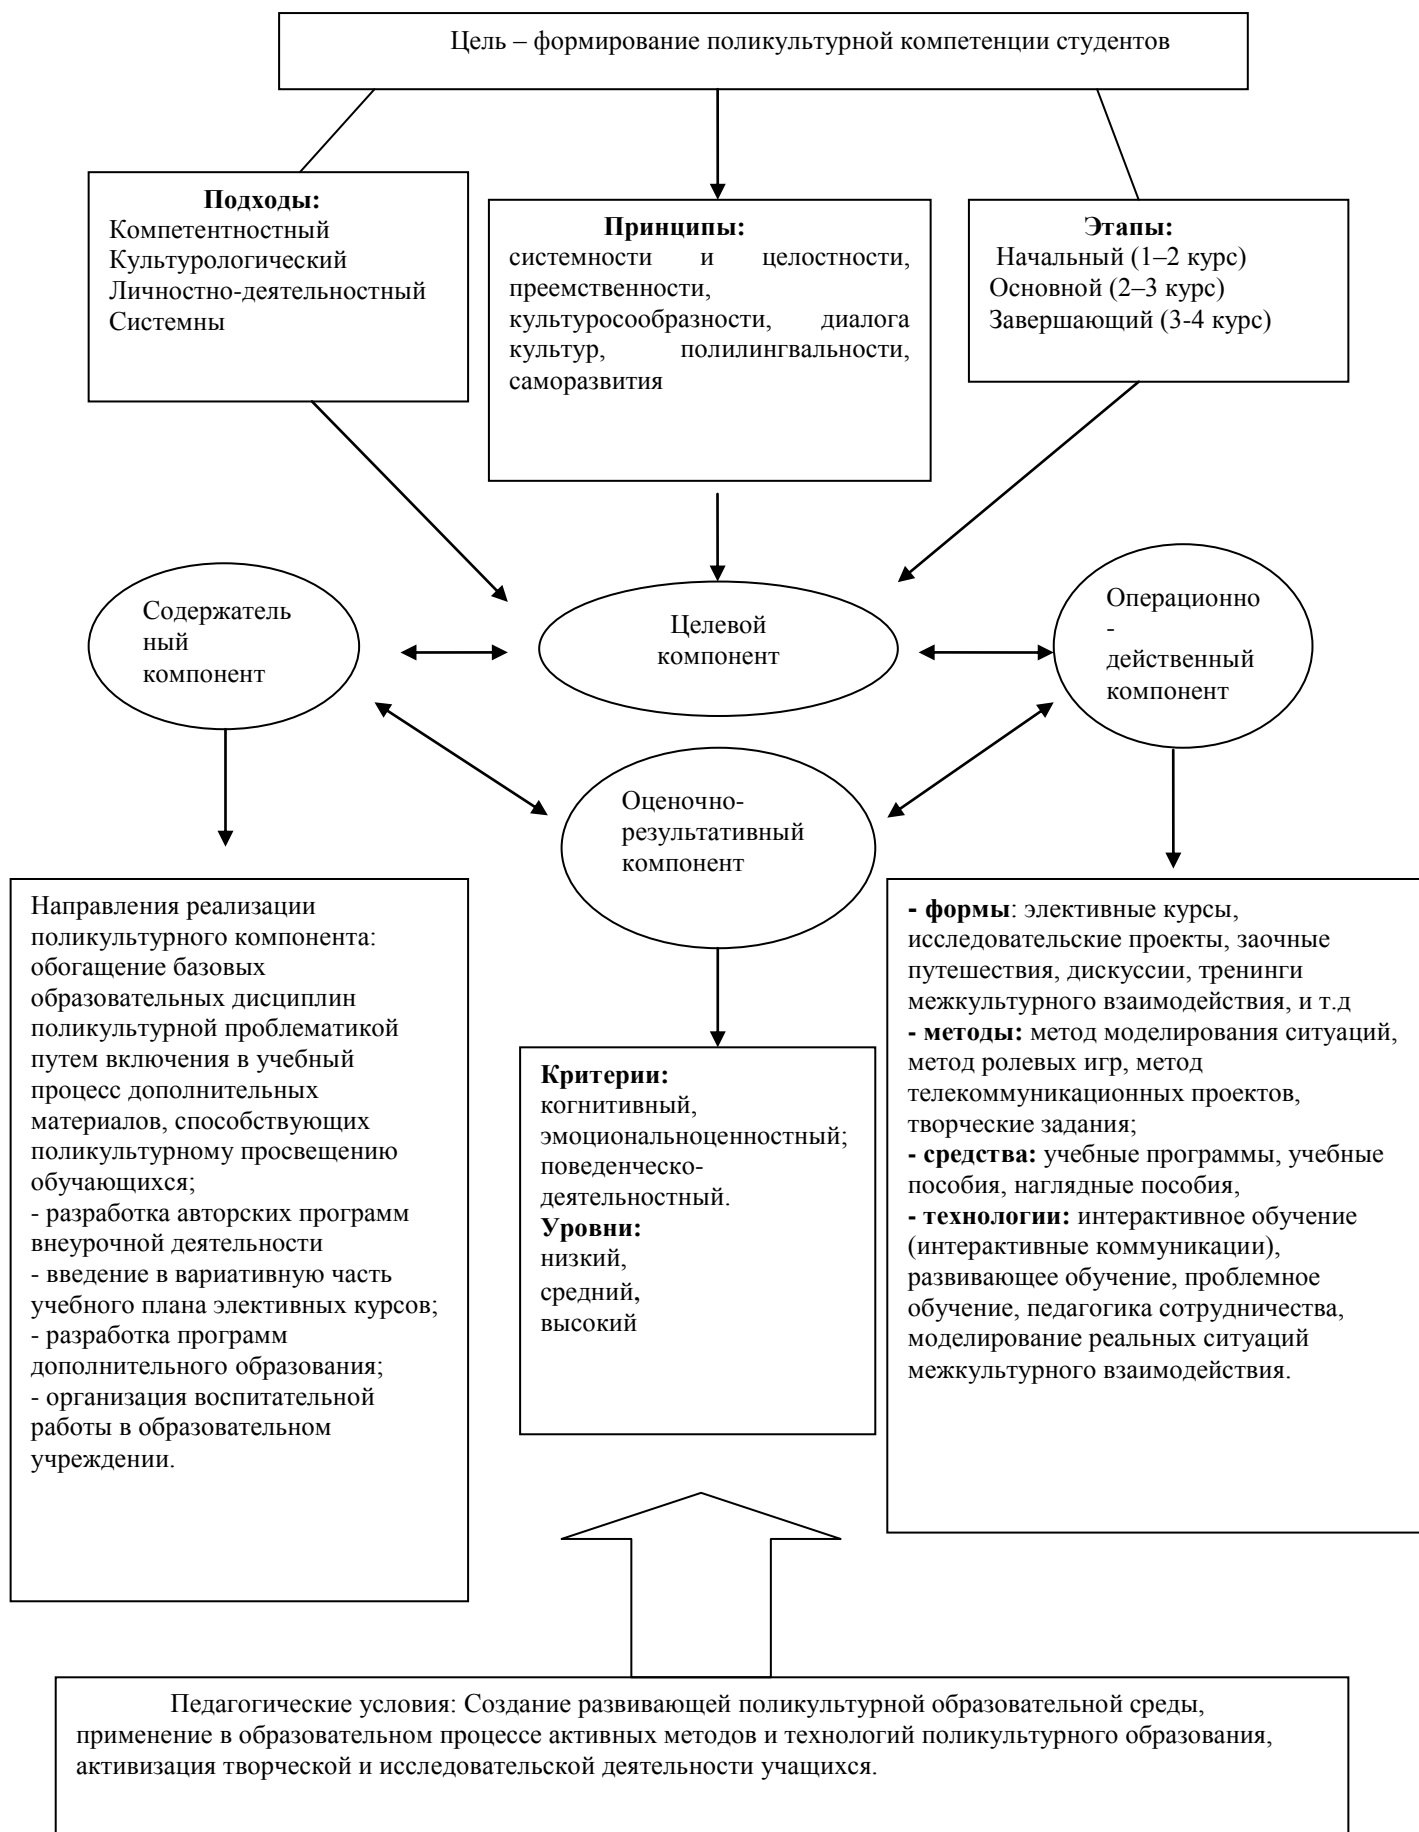 Цель – формирование поликультурной компетенции студентов
Подходы:
Компетентностный
Культурологический
Личностно-деятельностный
Системны
Принципы:
системности и целостности,
преемственности,
культуросообразности, диалога
культур, полилингвальности,
саморазвития
Этапы:
Начальный (1–2 курс)
Основной (2–3 курс)
Завершающий (3-4 курс)
Содержатель
ный
компонент
Целевой
компонент
Операционно
-
действенный
компонент
Оценочно-
результативный
компонент
Направления реализации
поликультурного компонента:
обогащение базовых
образовательных дисциплин
поликультурной проблематикой
путем включения в учебный
процесс дополнительных
материалов, способствующих
поликультурному просвещению
обучающихся;
- разработка авторских программ
внеурочной деятельности
- введение в вариативную часть
учебного плана элективных курсов;
- разработка программ
дополнительного образования;
- организация воспитательной
работы в образовательном
учреждении.
Критерии:
когнитивный,
эмоциональноценностный;
поведенческо-
деятельностный.
Уровни:
низкий,
средний,
высокий
- формы: элективные курсы,
исследовательские проекты, заочные
путешествия, дискуссии, тренинги
межкультурного взаимодействия, и т.д
- методы: метод моделирования ситуаций,
метод ролевых игр, метод
телекоммуникационных проектов,
творческие задания;
- средства: учебные программы, учебные
пособия, наглядные пособия,
- технологии: интерактивное обучение
(интерактивные коммуникации),
развивающее обучение, проблемное
обучение, педагогика сотрудничества,
моделирование реальных ситуаций
межкультурного взаимодействия.
Педагогические условия: Создание развивающей поликультурной образовательной среды,
применение в образовательном процессе активных методов и технологий поликультурного образования,
активизация творческой и исследовательской деятельности учащихся.